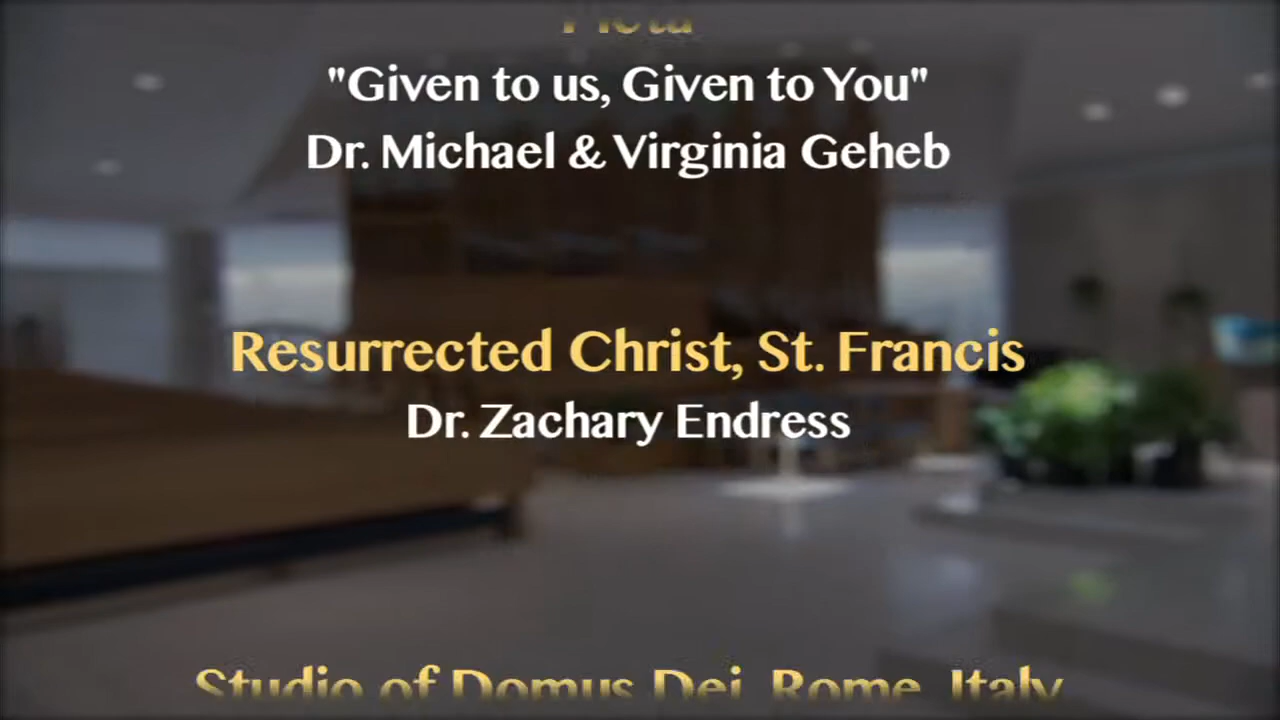 Pieta
"Given to us, Given to You"
Dr. Michael & Virginia Geheb
Resurrected Christ, St. Francis
Dr. Zachary Endress
Studio of Domus Dei, Rome, Italy